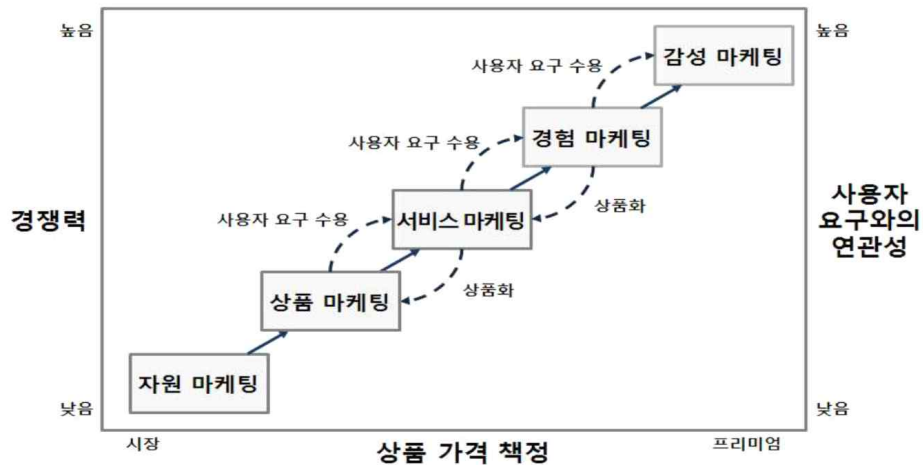 높음
높음
감성 마케팅
사용자 요구 수용
경험 마케팅
사용자 요구 수용
상품화
경쟁력
서비스 마케팅
사용자
요구와의
연관성
사용자 요구 수용
상품화
상품 마케팅
자원 마케팅
낮음
낮음
시장
상품 가격 책정
프리미엄